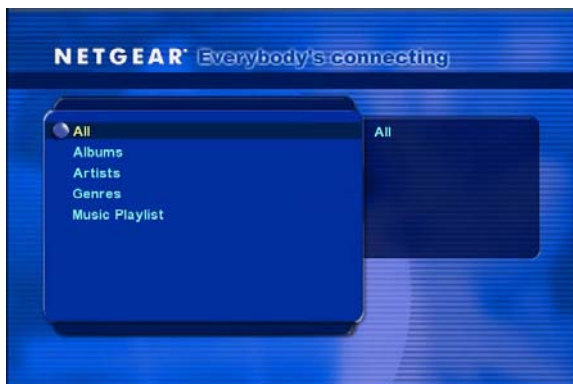 NETGEAR® Everybody's connecting
All
Albums
Artists
Genres
Music Playlist
All